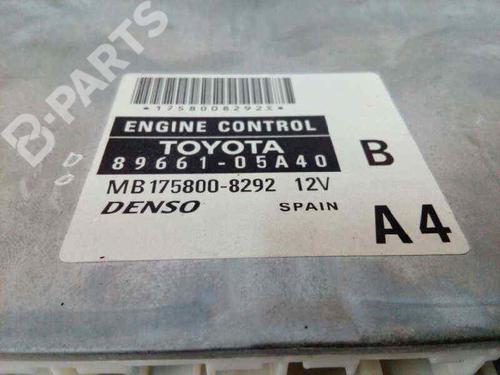 B-PARTS
*1758008292X*
ENGINE CONTROL
TOYOTA
89661-05A40 B
MB175800-8292 12V
DENSO SPAIN A4